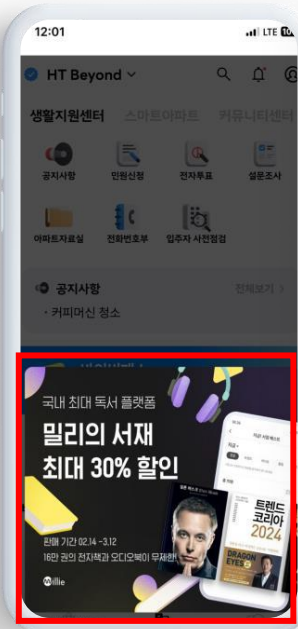 12:01
LTE 100
HT Beyond
생활지원센터 스마트아파트 커뮤니티센터
공지사항 민원신청 전자투표 설문조사
아파트자료실 전화번호부 입주자 사전점검
공지사항 전체보기 >
· 커피머신 청소
국내 최대 독서 플랫폼
밀리의 서재
최대 30% 할인
판매 기간 02.14 -3.12
16만 권의 전자책과 오디오북이 무제한!
Millie
트렌드
코리아
2024
DRAGON
EYES